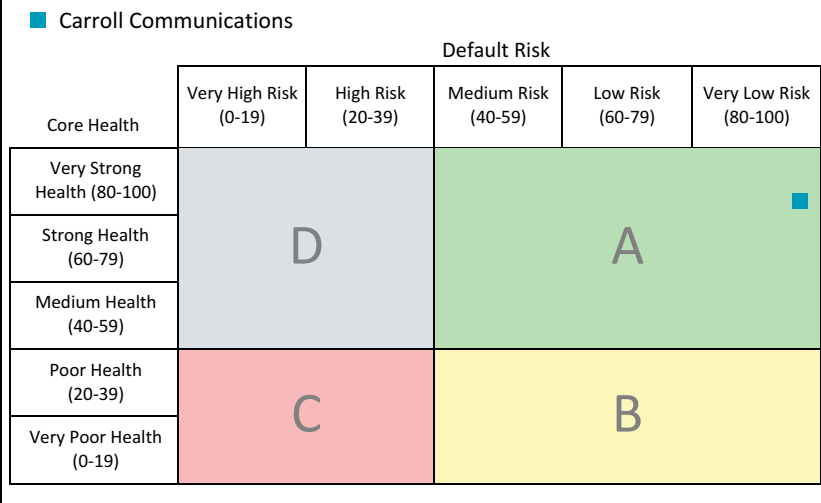 Carroll Communications
Default Risk
Core Health
Very High Risk
(0-19)
High Risk
(20-39)
Medium Risk
(40-59)
Low Risk
(60-79)
Very Low Risk
(80-100)
Very Strong
Health (80-100)
Strong Health
(60-79)
Medium Health
(40-59)
Poor Health
(20-39)
Very Poor Health
(0-19)
D
A
C
B